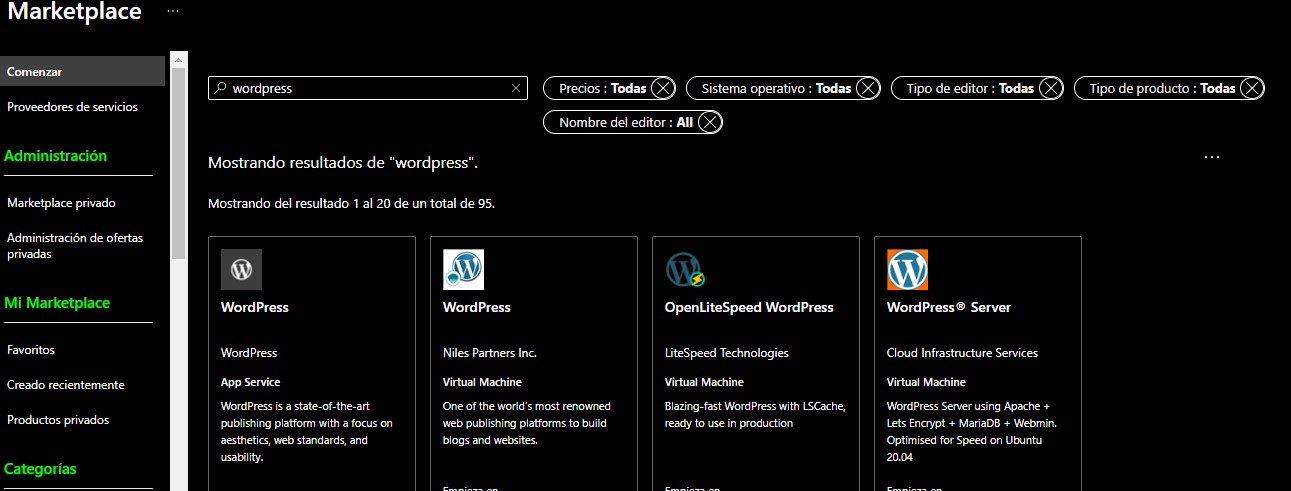 Marketplace ...
Comenzar
Proveedores de servicios
Administración
Marketplace privado
Administración de ofertas
privadas
Mi Marketplace
Favoritos
Creado recientemente
Productos privados
Categorías
wordpress
Precios : Todas
Sistema operativo : Todas
Tipo de editor : Todas
Tipo de producto : Todas
Nombre del editor : All
Mostrando resultados de "wordpress".
...
Mostrando del resultado 1 al 20 de un total de 95.
WordPress
WordPress
App Service
WordPress is a state-of-the-art
publishing platform with a focus on
aesthetics, web standards, and
usability.
WordPress
Niles Partners Inc.
Virtual Machine
One of the world's most renowned
web publishing platforms to build
blogs and websites.
Empieza en
OpenLiteSpeed WordPress
LiteSpeed Technologies
Virtual Machine
Blazing-fast WordPress with LSCache,
ready to use in production
Empieza en
WordPress® Server
Cloud Infrastructure Services
Virtual Machine
WordPress Server using Apache +
Lets Encrypt + MariaDB + Webmin.
Optimised for Speed on Ubuntu
20.04
Empieza en